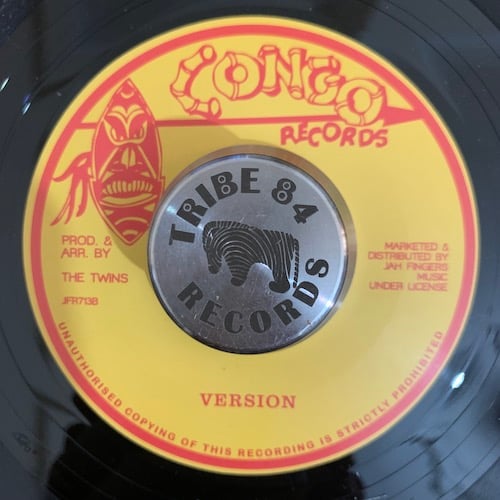 CONGO
RECORDS
PROD. &
ARR. BY
THE TWINS
JFR713B
TRIBE 84
RECORDS
MARKETED &
DISTRIBUTED BY
JAH FINGERS
MUSIC
UNDER LICENSE
VERSION
UNAUTHORISED COPYING OF THIS RECORDING IS STRICTLY PROHIBITED